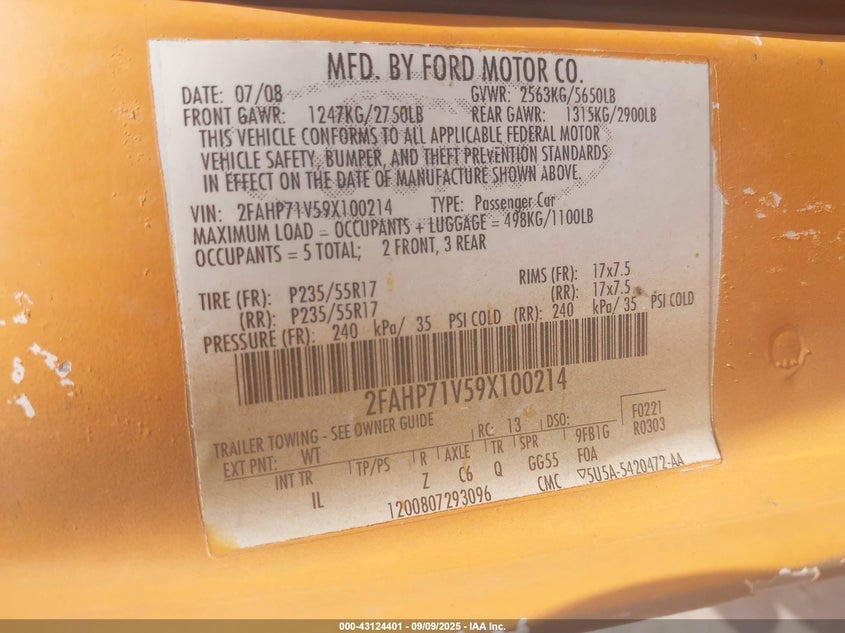 MFD. BY FORD MOTOR CO.
DATE: 07/08 GVWR: 2563KG/5650LB
FRONT GAWR: 1247KG/2750LB REAR GAWR: 1315KG/2900LB
THIS VEHICLE CONFORMS TO ALL APPLICABLE FEDERAL MOTOR
VEHICLE SAFETY, BUMPER, AND THEFT PREVENTION STANDARDS
IN EFFECT ON THE DATE OF MANUFACTURE SHOWN ABOVE.
VIN: 2FAHP71V59X100214 TYPE: Passenger Car
MAXIMUM LOAD = OCCUPANTS + LUGGAGE = 498KG/1100LB
OCCUPANTS = 5 TOTAL; 2 FRONT, 3 REAR
TIRE (FR): P235/55R17 RIMS (FR): 17x7.5
(RR): P235/55R17 (RR): 17x7.5
PRESSURE (FR): 240 kPa/ 35 PSI COLD (RR): 240 kPa/ 35 PSI COLD
2FAHP71V59X100214
TRAILER TOWING - SEE OWNER GUIDE
EXT PNT: WT RC: 13 DSO: F0221
INT TR TP/PS R AXLE TR SPR 9FB1G R0303
IL Z C6 Q GG55 FOA
1200807293096 CMC ▽5U5A-5420472-AA
000-43124401 - 09/09/2025 - IAA Inc.